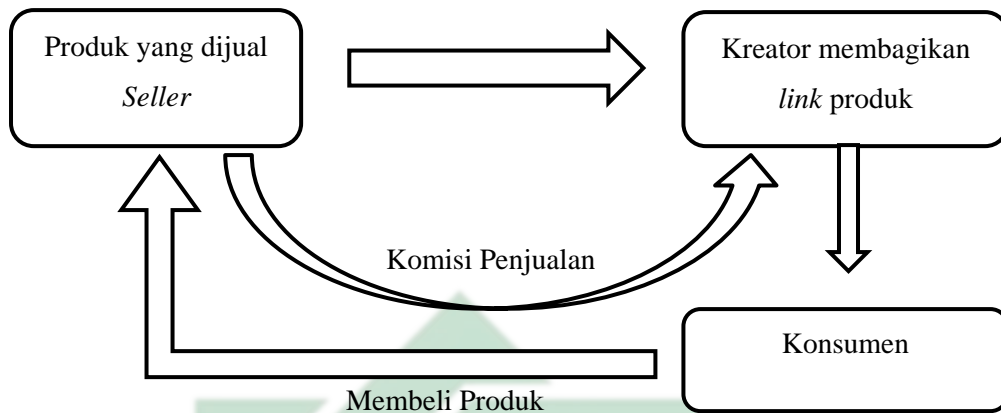 Produk yang dijual
Seller
Kreator membagikan
link produk
Komisi Penjualan
Konsumen
Membeli Produk